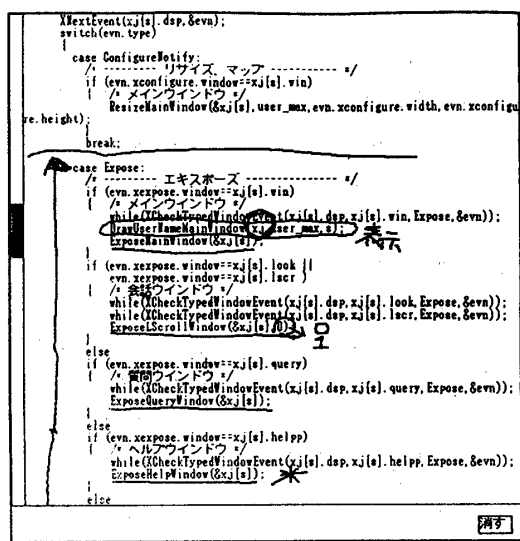 XNextEvent(xj[s].dsp,&evn);
switch(evn.type)
{
case ConfigureNotify:
/* --------- リサイズ、マップ --------- */
if (evn.xconfigure.window==xj[s].win)
{ /* メインウインドウ */
ResizeMainWindow(&xj[s],user_max,evn.xconfigure.width,evn.xconfigu
re.height);
}
break;
case Expose:
/* --------- エキスポーズ --------- */
if (evn.xexpose.window==xj[s].win)
{ /* メインウインドウ */
while(XCheckTypedWindowEvent(xj[s].dsp,xj[s].win,Expose,&evn));
DrawUserNameMainWindow(xj,user_max,s); 表示
ExposeMainWindow(&xj[s]);
}
if (evn.xexpose.window==xj[s].look ||
evn.xexpose.window==xj[s].lscr )
{ /* 会話ウインドウ */
while(XCheckTypedWindowEvent(xj[s].dsp,xj[s].look,Expose,&evn));
while(XCheckTypedWindowEvent(xj[s].dsp,xj[s].lscr,Expose,&evn));
ExposeLScrollWindow(&xj[s],0); 0
} 1
else
if (evn.xexpose.window==xj[s].query)
{ /* 質問ウインドウ */
while(XCheckTypedWindowEvent(xj[s].dsp,xj[s].query,Expose,&evn));
ExposeQueryWindow(&xj[s]);
}
else
if (evn.xexpose.window==xj[s].helpp)
{ /* ヘルプウインドウ */
while(XCheckTypedWindowEvent(xj[s].dsp,xj[s].helpp,Expose,&evn));
ExposeHelpWindow(&xj[s]);
}
else
消す